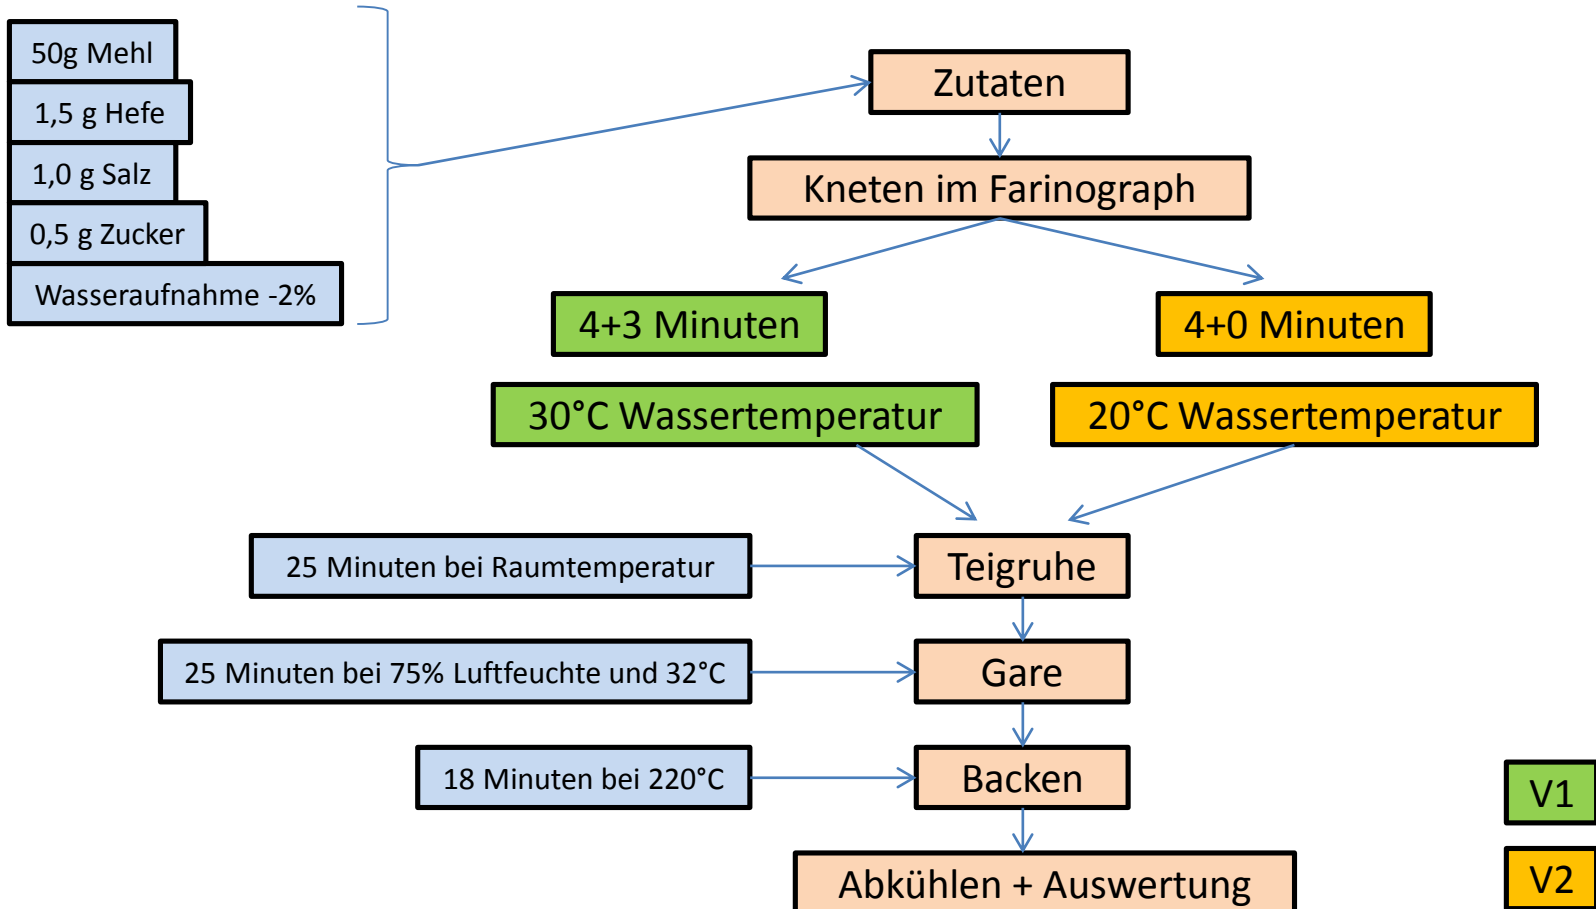 50g Mehl
1,5 g Hefe
1,0 g Salz
0,5 g Zucker
Wasseraufnahme -2%
Zutaten
Kneten im Farinograph
4+3 Minuten
4+0 Minuten
30°C Wassertemperatur
20°C Wassertemperatur
25 Minuten bei Raumtemperatur
Teigruhe
25 Minuten bei 75% Luftfeuchte und 32°C
Gare
18 Minuten bei 220°C
Backen
Abkühlen + Auswertung
V1
V2